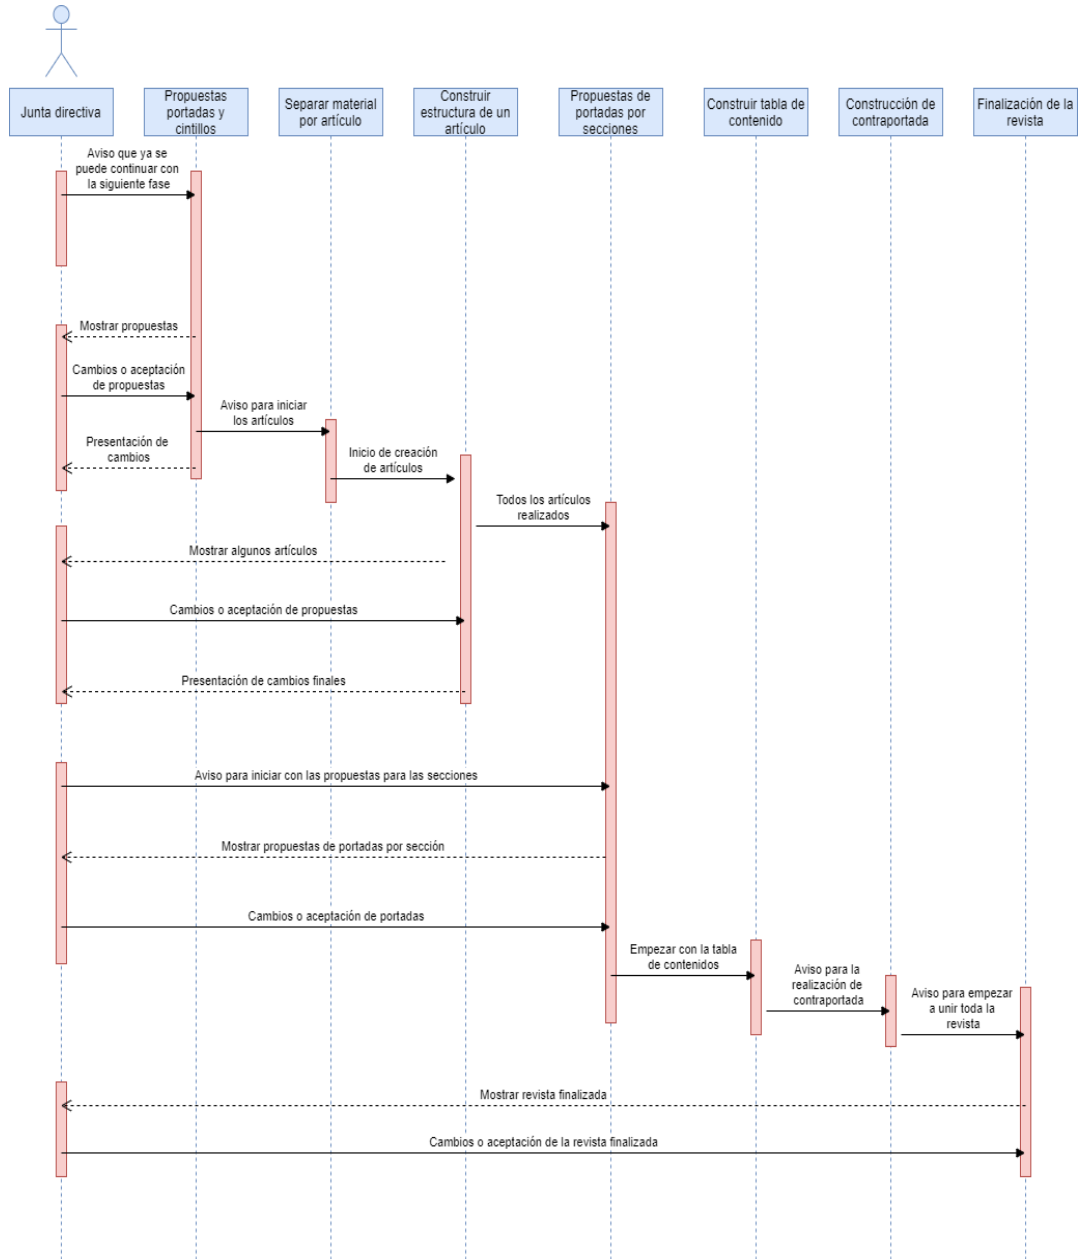 Junta directiva
Propuestas
portadas y
cintillos
Separar material
por artículo
Construir
estructura de un
artículo
Propuestas de
portadas por
secciones
Construir tabla de
contenido
Construcción de
contraportada
Finalización de la
revista
Aviso que ya se
puede continuar con
la siguiente fase
Mostrar propuestas
Cambios o aceptación
de propuestas
Aviso para iniciar
los artículos
Presentación de
cambios
Inicio de creación
de artículos
Todos los artículos
realizados
Mostrar algunos artículos
Cambios o aceptación de propuestas
Presentación de cambios finales
Aviso para iniciar con las propuestas para las secciones
Mostrar propuestas de portadas por sección
Cambios o aceptación de portadas
Empezar con la tabla
de contenidos
Aviso para la
realización de
contraportada
Aviso para empezar
a unir toda la
revista
Mostrar revista finalizada
Cambios o aceptación de la revista finalizada